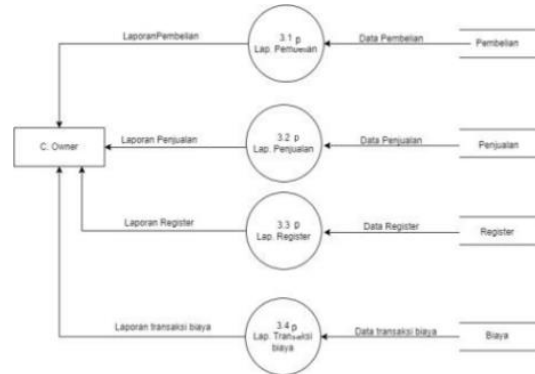 LaporanPembelian
3.1 p
Lap. Pembelian
Data Pembelian
Pembelian
C. Owner
Laporan Penjualan
3.2 p
Lap. Penjualan
Data Penjualan
Penjualan
Laporan Register
3.3 p
Lap. Register
Data Register
Register
Laporan transaksi biaya
3.4 p
Lap. Transaksi
biaya
Data transaksi biaya
Biaya